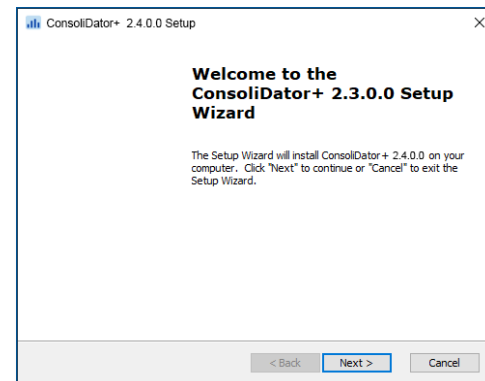 ConsoliDator+ 2.4.0.0 Setup
Welcome to the
ConsoliDator+ 2.3.0.0 Setup
Wizard
The Setup Wizard will install ConsoliDator+ 2.4.0.0 on your
computer. Click "Next" to continue or "Cancel" to exit the
Setup Wizard.
< Back Next > Cancel